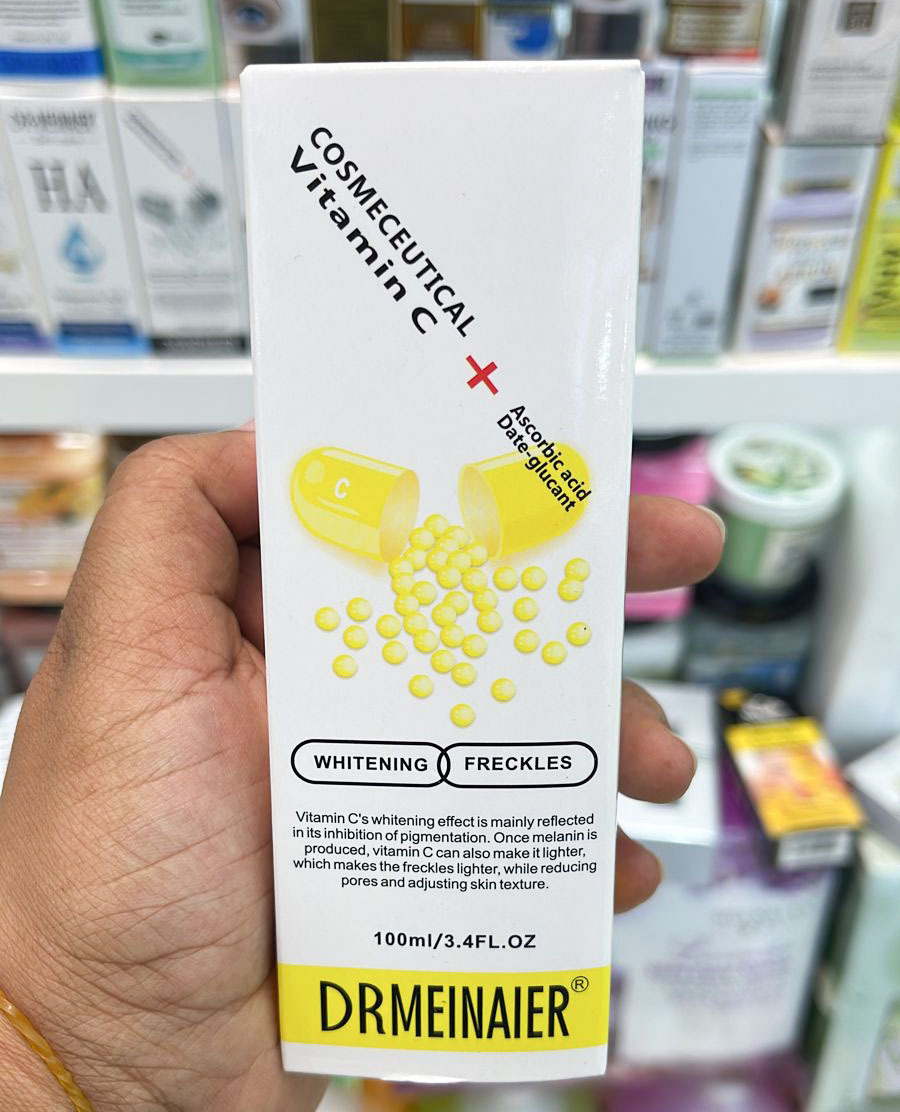 COSMECEUTICAL
Vitamin C
+
Ascorbic acid
Date-glucant
C
WHITENING FRECKLES
Vitamin C's whitening effect is mainly reflected
in its inhibition of pigmentation. Once melanin is
produced, vitamin C can also make it lighter,
which makes the freckles lighter, while reducing
pores and adjusting skin texture.
100ml/3.4FL.OZ
DRMEINAIER®
HA